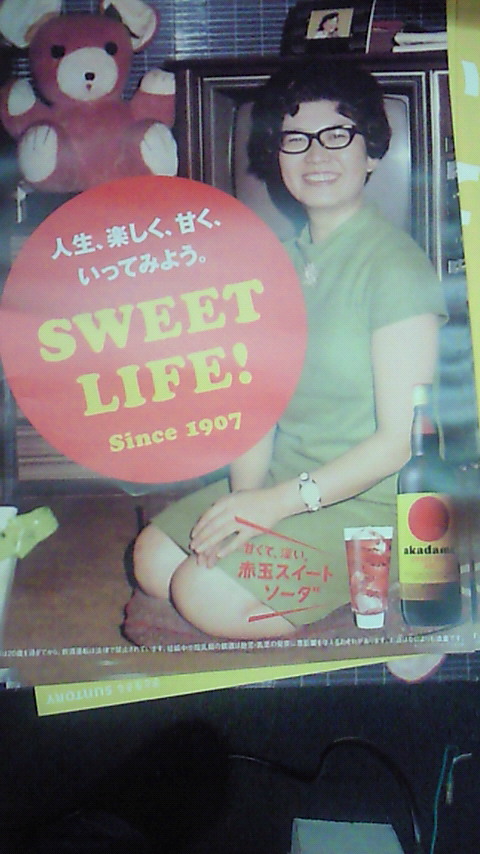 人生、楽しく、甘く、
いってみよう。
SWEET
LIFE!
Since 1907
akadama
甘くて、深い、
赤玉スイート
ソーダ
SUNTORY